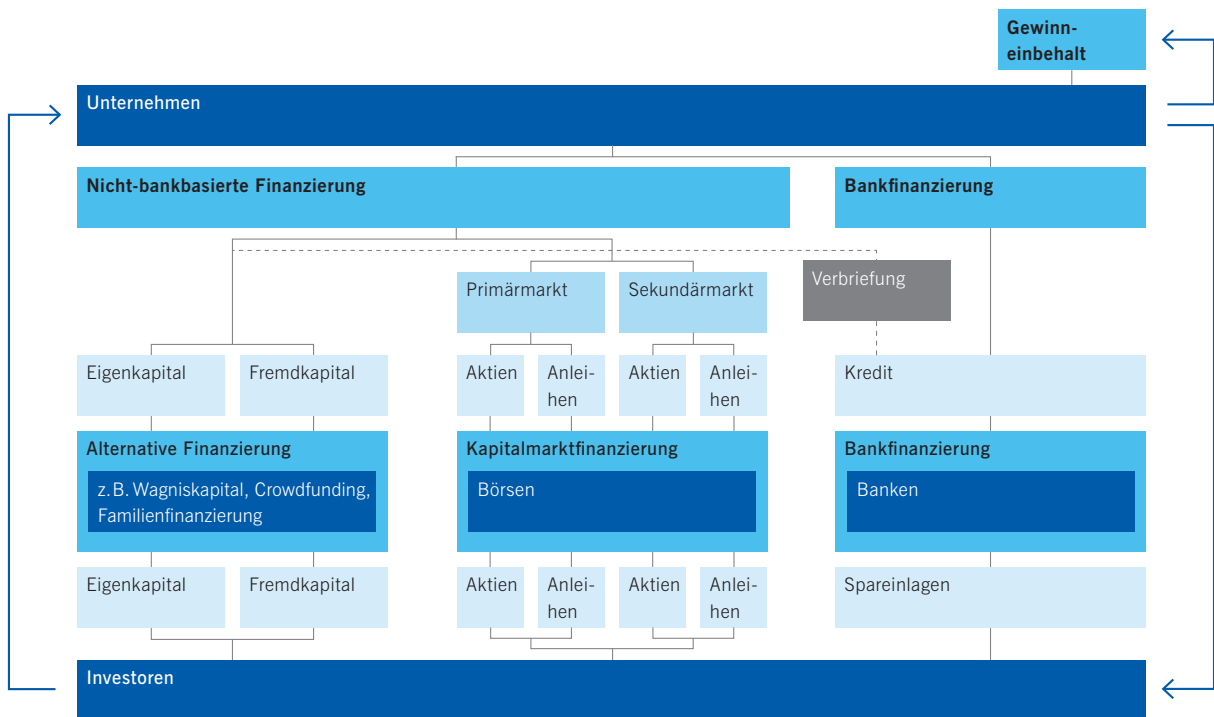 Gewinn-
einbehalt
Unternehmen
Nicht-bankbasierte Finanzierung
Bankfinanzierung
Verbriefung
Primärmarkt
Sekundärmarkt
Eigenkapital
Fremdkapital
Aktien
Anlei-
hen
Aktien
Anlei-
hen
Kredit
Alternative Finanzierung
z. B. Wagniskapital, Crowdfunding,
Familienfinanzierung
Kapitalmarktfinanzierung
Börsen
Bankfinanzierung
Banken
Eigenkapital
Fremdkapital
Aktien
Anlei-
hen
Aktien
Anlei-
hen
Spareinlagen
Investoren